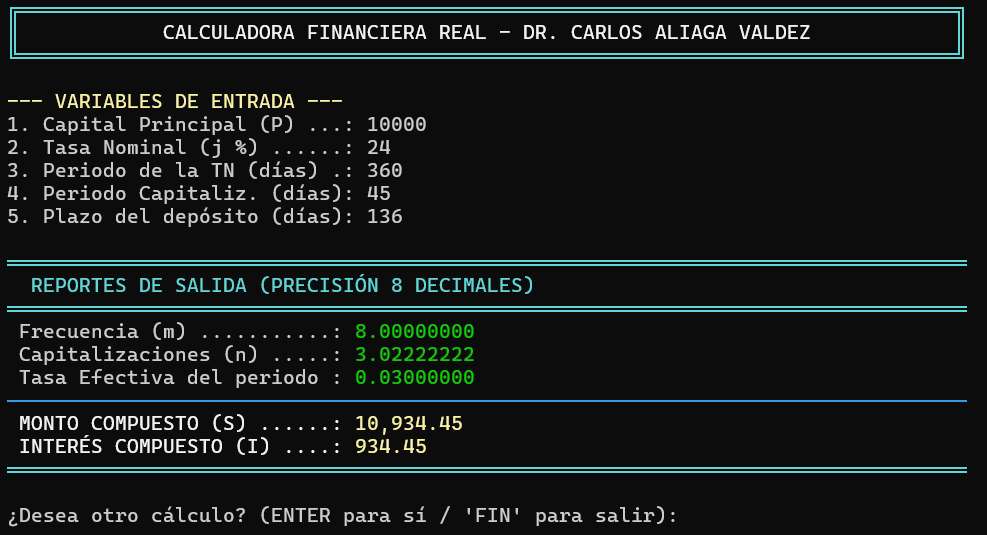 CALCULADORA FINANCIERA REAL - DR. CARLOS ALIAGA VALDEZ
--- VARIABLES DE ENTRADA ---
1. Capital Principal (P) ...: 10000
2. Tasa Nominal (j %) ......: 24
3. Periodo de la TN (días) .: 360
4. Periodo Capitaliz. (días): 45
5. Plazo del depósito (días): 136
REPORTES DE SALIDA (PRECISIÓN 8 DECIMALES)
Frecuencia (m) ...........: 8.00000000
Capitalizaciones (n) .....: 3.02222222
Tasa Efectiva del periodo : 0.03000000
MONTO COMPUESTO (S) ......: 10,934.45
INTERÉS COMPUESTO (I) ....: 934.45
¿Desea otro cálculo? (ENTER para sí / 'FIN' para salir):